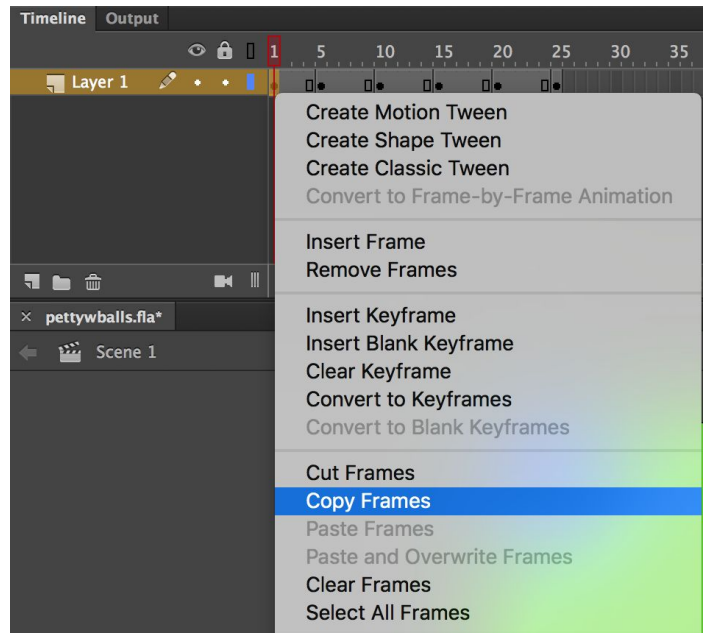 Timeline Output
1 5 10 15 20 25 30 35
Layer 1
Create Motion Tween
Create Shape Tween
Create Classic Tween
Convert to Frame-by-Frame Animation
Insert Frame
Remove Frames
× pettywballs.fla*
Insert Keyframe
Insert Blank Keyframe
Scene 1
Clear Keyframe
Convert to Keyframes
Convert to Blank Keyframes
Cut Frames
Copy Frames
Paste Frames
Paste and Overwrite Frames
Clear Frames
Select All Frames